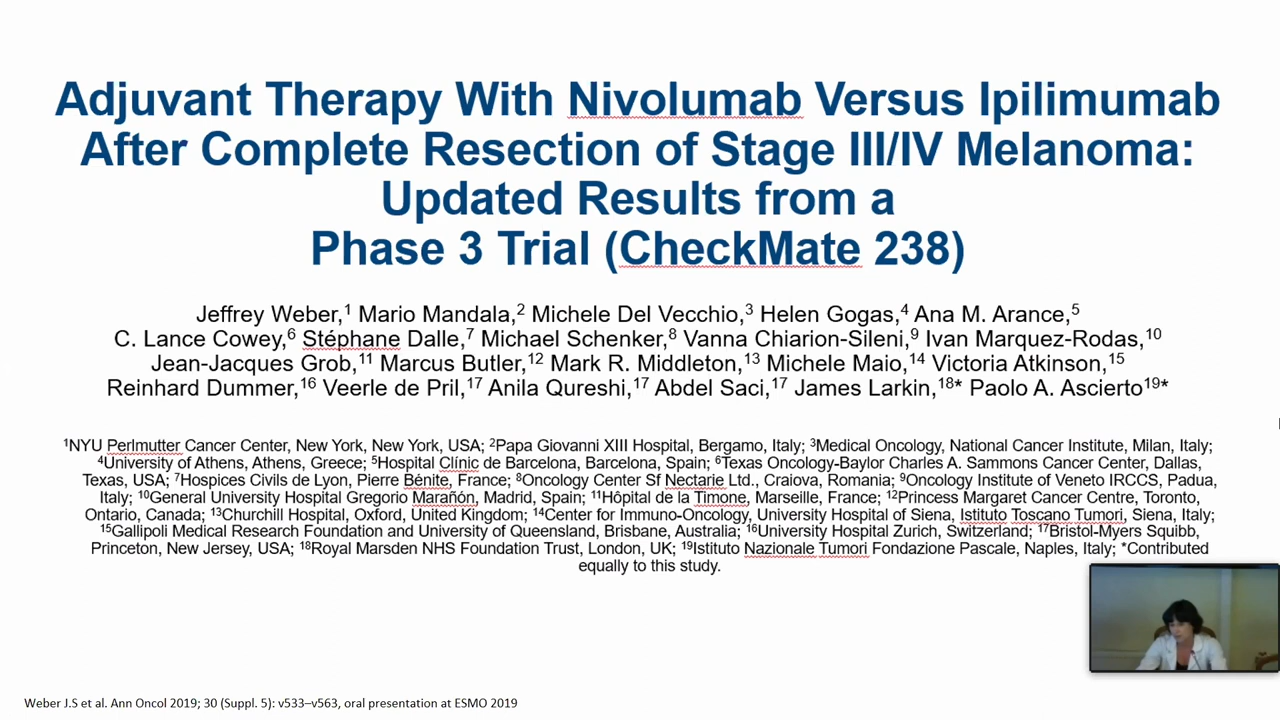 Adjuvant Therapy With Nivolumab Versus Ipilimumab
After Complete Resection of Stage III/IV Melanoma:
Updated Results from a
Phase 3 Trial (CheckMate 238)
Jeffrey Weber,¹ Mario Mandala,² Michele Del Vecchio,³ Helen Gogas,⁴ Ana M. Arance,⁵
C. Lance Cowey,⁶ Stéphane Dalle,⁷ Michael Schenker,⁸ Vanna Chiarion-Sileni,⁹ Ivan Marquez-Rodas,¹⁰
Jean-Jacques Grob,¹¹ Marcus Butler,¹² Mark R. Middleton,¹³ Michele Maio,¹⁴ Victoria Atkinson,¹⁵
Reinhard Dummer,¹⁶ Veerle de Pril,¹⁷ Anila Qureshi,¹⁷ Abdel Saci,¹⁷ James Larkin,¹⁸* Paolo A. Ascierto¹⁹*
¹NYU Perlmutter Cancer Center, New York, New York, USA; ²Papa Giovanni XIII Hospital, Bergamo, Italy; ³Medical Oncology, National Cancer Institute, Milan, Italy;
⁴University of Athens, Athens, Greece; ⁵Hospital Clínic de Barcelona, Barcelona, Spain; ⁶Texas Oncology-Baylor Charles A. Sammons Cancer Center, Dallas,
Texas, USA; ⁷Hospices Civils de Lyon, Pierre Bénite, France; ⁸Oncology Center Sf Nectarie Ltd., Craiova, Romania; ⁹Oncology Institute of Veneto IRCCS, Padua,
Italy; ¹⁰General University Hospital Gregorio Marañón, Madrid, Spain; ¹¹Hôpital de la Timone, Marseille, France; ¹²Princess Margaret Cancer Centre, Toronto,
Ontario, Canada; ¹³Churchill Hospital, Oxford, United Kingdom; ¹⁴Center for Immuno-Oncology, University Hospital of Siena, Istituto Toscano Tumori, Siena, Italy;
¹⁵Gallipoli Medical Research Foundation and University of Queensland, Brisbane, Australia; ¹⁶University Hospital Zurich, Switzerland; ¹⁷Bristol-Myers Squibb,
Princeton, New Jersey, USA; ¹⁸Royal Marsden NHS Foundation Trust, London, UK; ¹⁹Istituto Nazionale Tumori Fondazione Pascale, Naples, Italy; *Contributed
equally to this study.
Weber J.S et al. Ann Oncol 2019; 30 (Suppl. 5): v533–v563, oral presentation at ESMO 2019